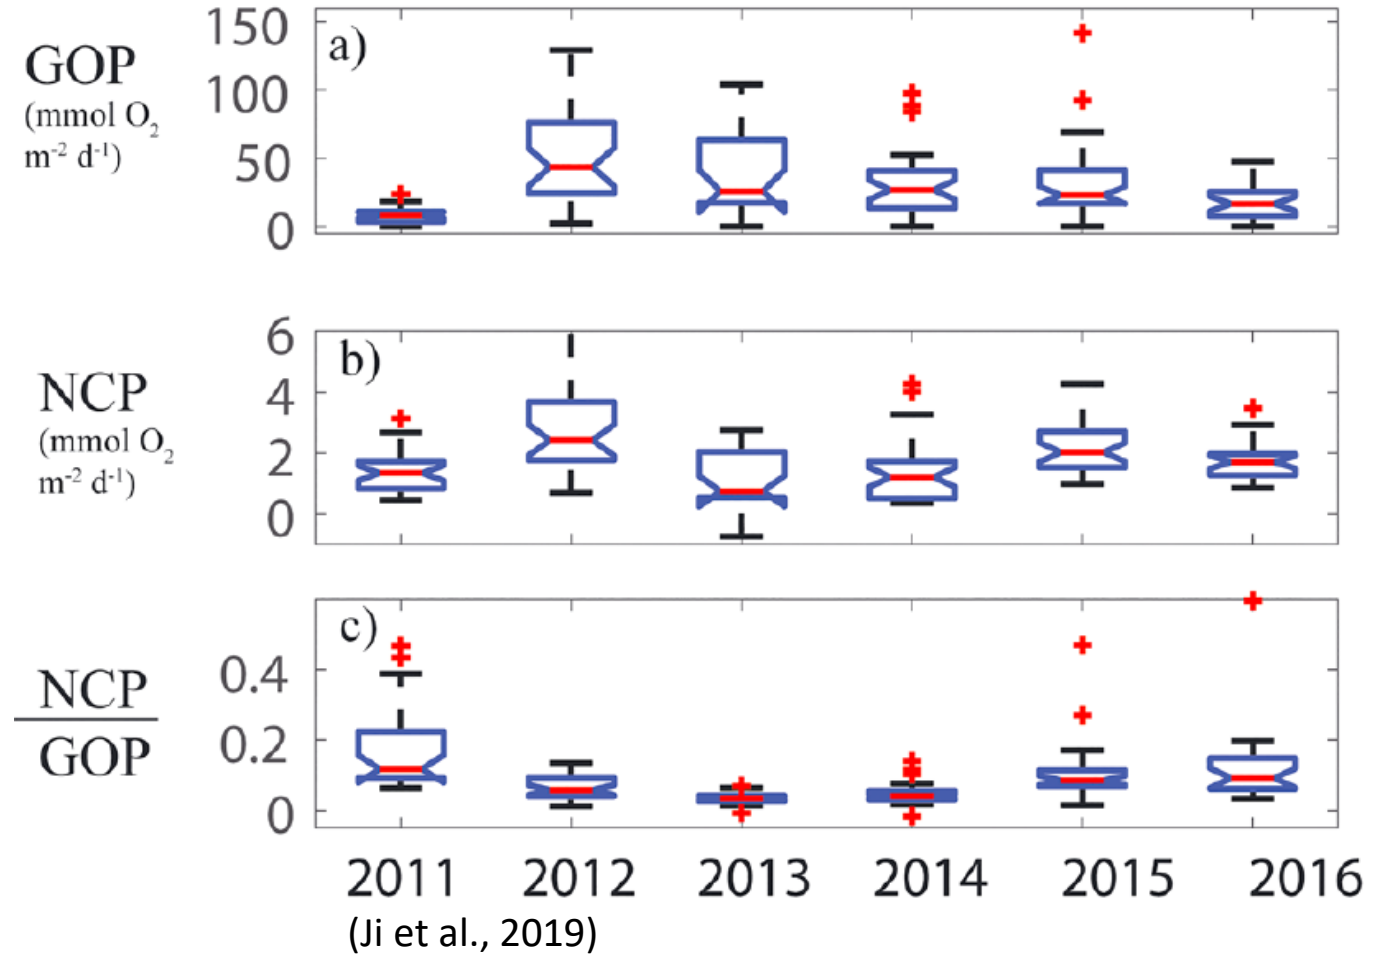 GOP
(mmol O₂
m⁻² d⁻¹)
a)
150
100
50
0
NCP
(mmol O₂
m⁻² d⁻¹)
b)
6
4
2
0
NCP
GOP
c)
0.4
0.2
0
2011 2012 2013 2014 2015 2016
(Ji et al., 2019)